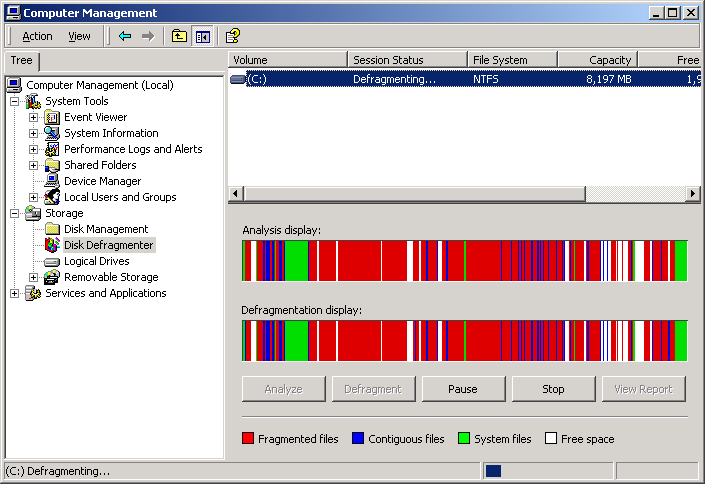 Computer Management
Action View
Tree
Volume Session Status File System Capacity Free
(C:) Defragmenting... NTFS 8,197 MB 1,9
Computer Management (Local)
System Tools
Event Viewer
System Information
Performance Logs and Alerts
Shared Folders
Device Manager
Local Users and Groups
Storage
Disk Management
Disk Defragmenter
Logical Drives
Removable Storage
Services and Applications
Analysis display:
Defragmentation display:
Analyze Defragment Pause Stop View Report
Fragmented files Contiguous files System files Free space
(C:) Defragmenting...